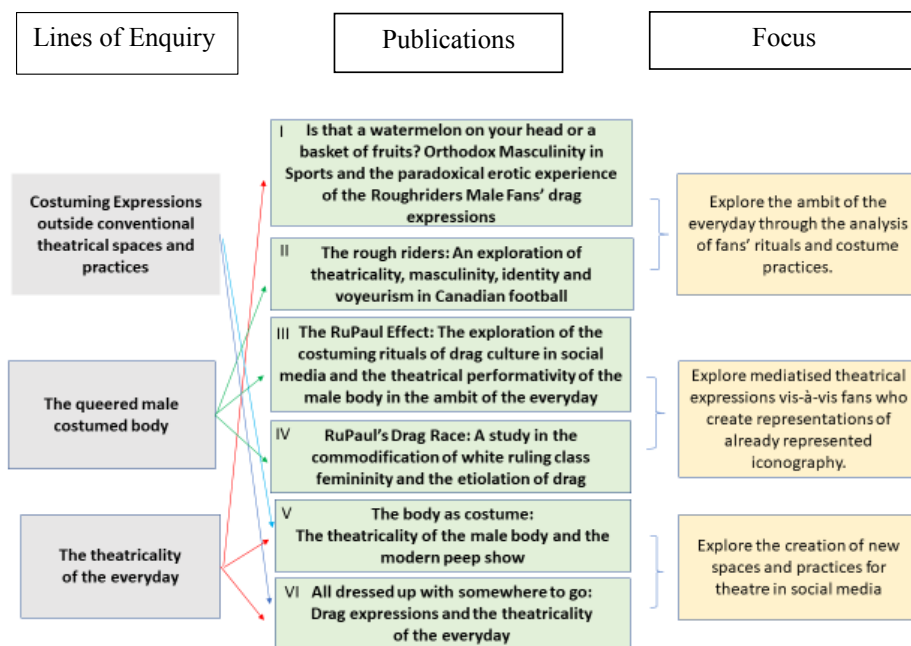 Lines of Enquiry
Publications
Focus
Costuming Expressions
outside conventional
theatrical spaces and
practices
The queered male
costumed body
The theatricality
of the everyday
I Is that a watermelon on your head or a
basket of fruits? Orthodox Masculinity in
Sports and the paradoxical erotic experience
of the Roughriders Male Fans’ drag
expressions
II The rough riders: An exploration of
theatricality, masculinity, identity and
voyeurism in Canadian football
III The RuPaul Effect: The exploration of the
costuming rituals of drag culture in social
media and the theatrical performativity of the
male body in the ambit of the everyday
IV RuPaul’s Drag Race: A study in the
commodification of white ruling class
femininity and the etiolation of drag
V The body as costume:
The theatricality of the male body and the
modern peep show
VI All dressed up with somewhere to go:
Drag expressions and the theatricality
of the everyday
Explore the ambit of the
everyday through the analysis
of fans’ rituals and costume
practices.
Explore mediatised theatrical
expressions vis-à-vis fans who
create representations of
already represented
iconography.
Explore the creation of new
spaces and practices for
theatre in social media